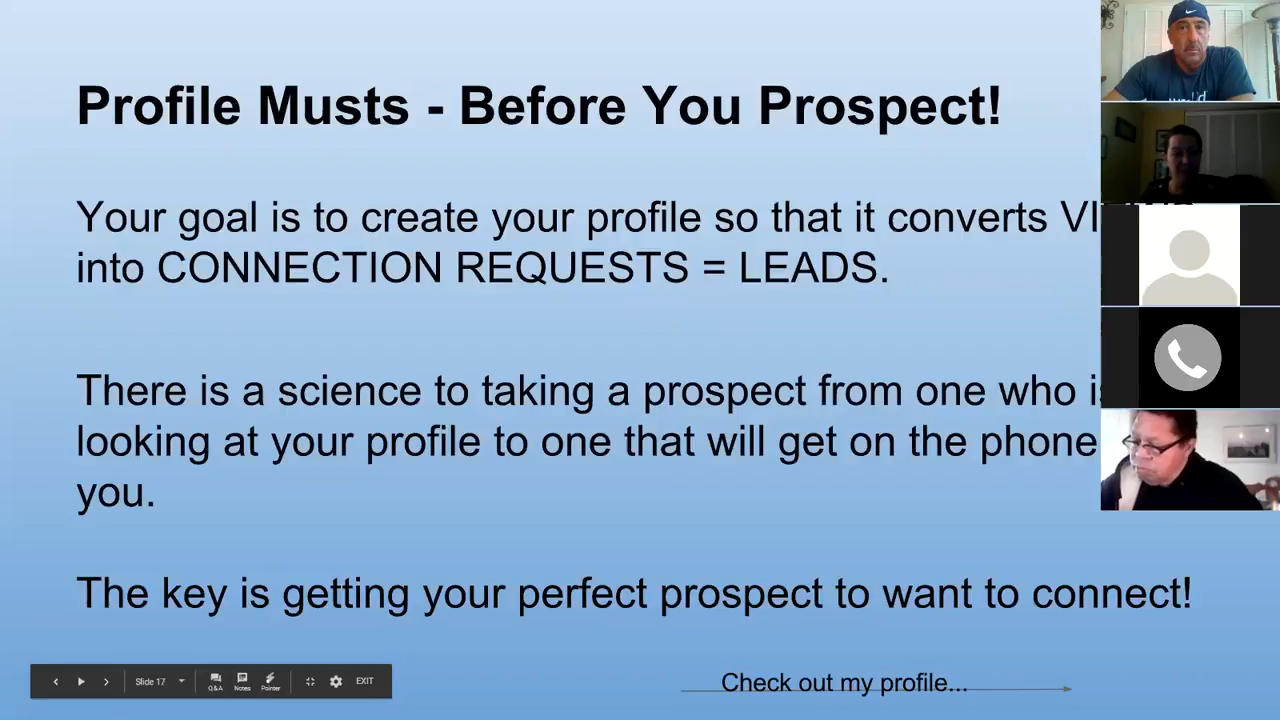 Profile Musts - Before You Prospect!
Your goal is to create your profile so that it converts
into CONNECTION REQUESTS = LEADS.
There is a science to taking a prospect from one who
looking at your profile to one that will get on the phone
you.
The key is getting your perfect prospect to want to connect!
Slide 17
Q&A
Notes
Pointer
EXIT
Check out my profile...